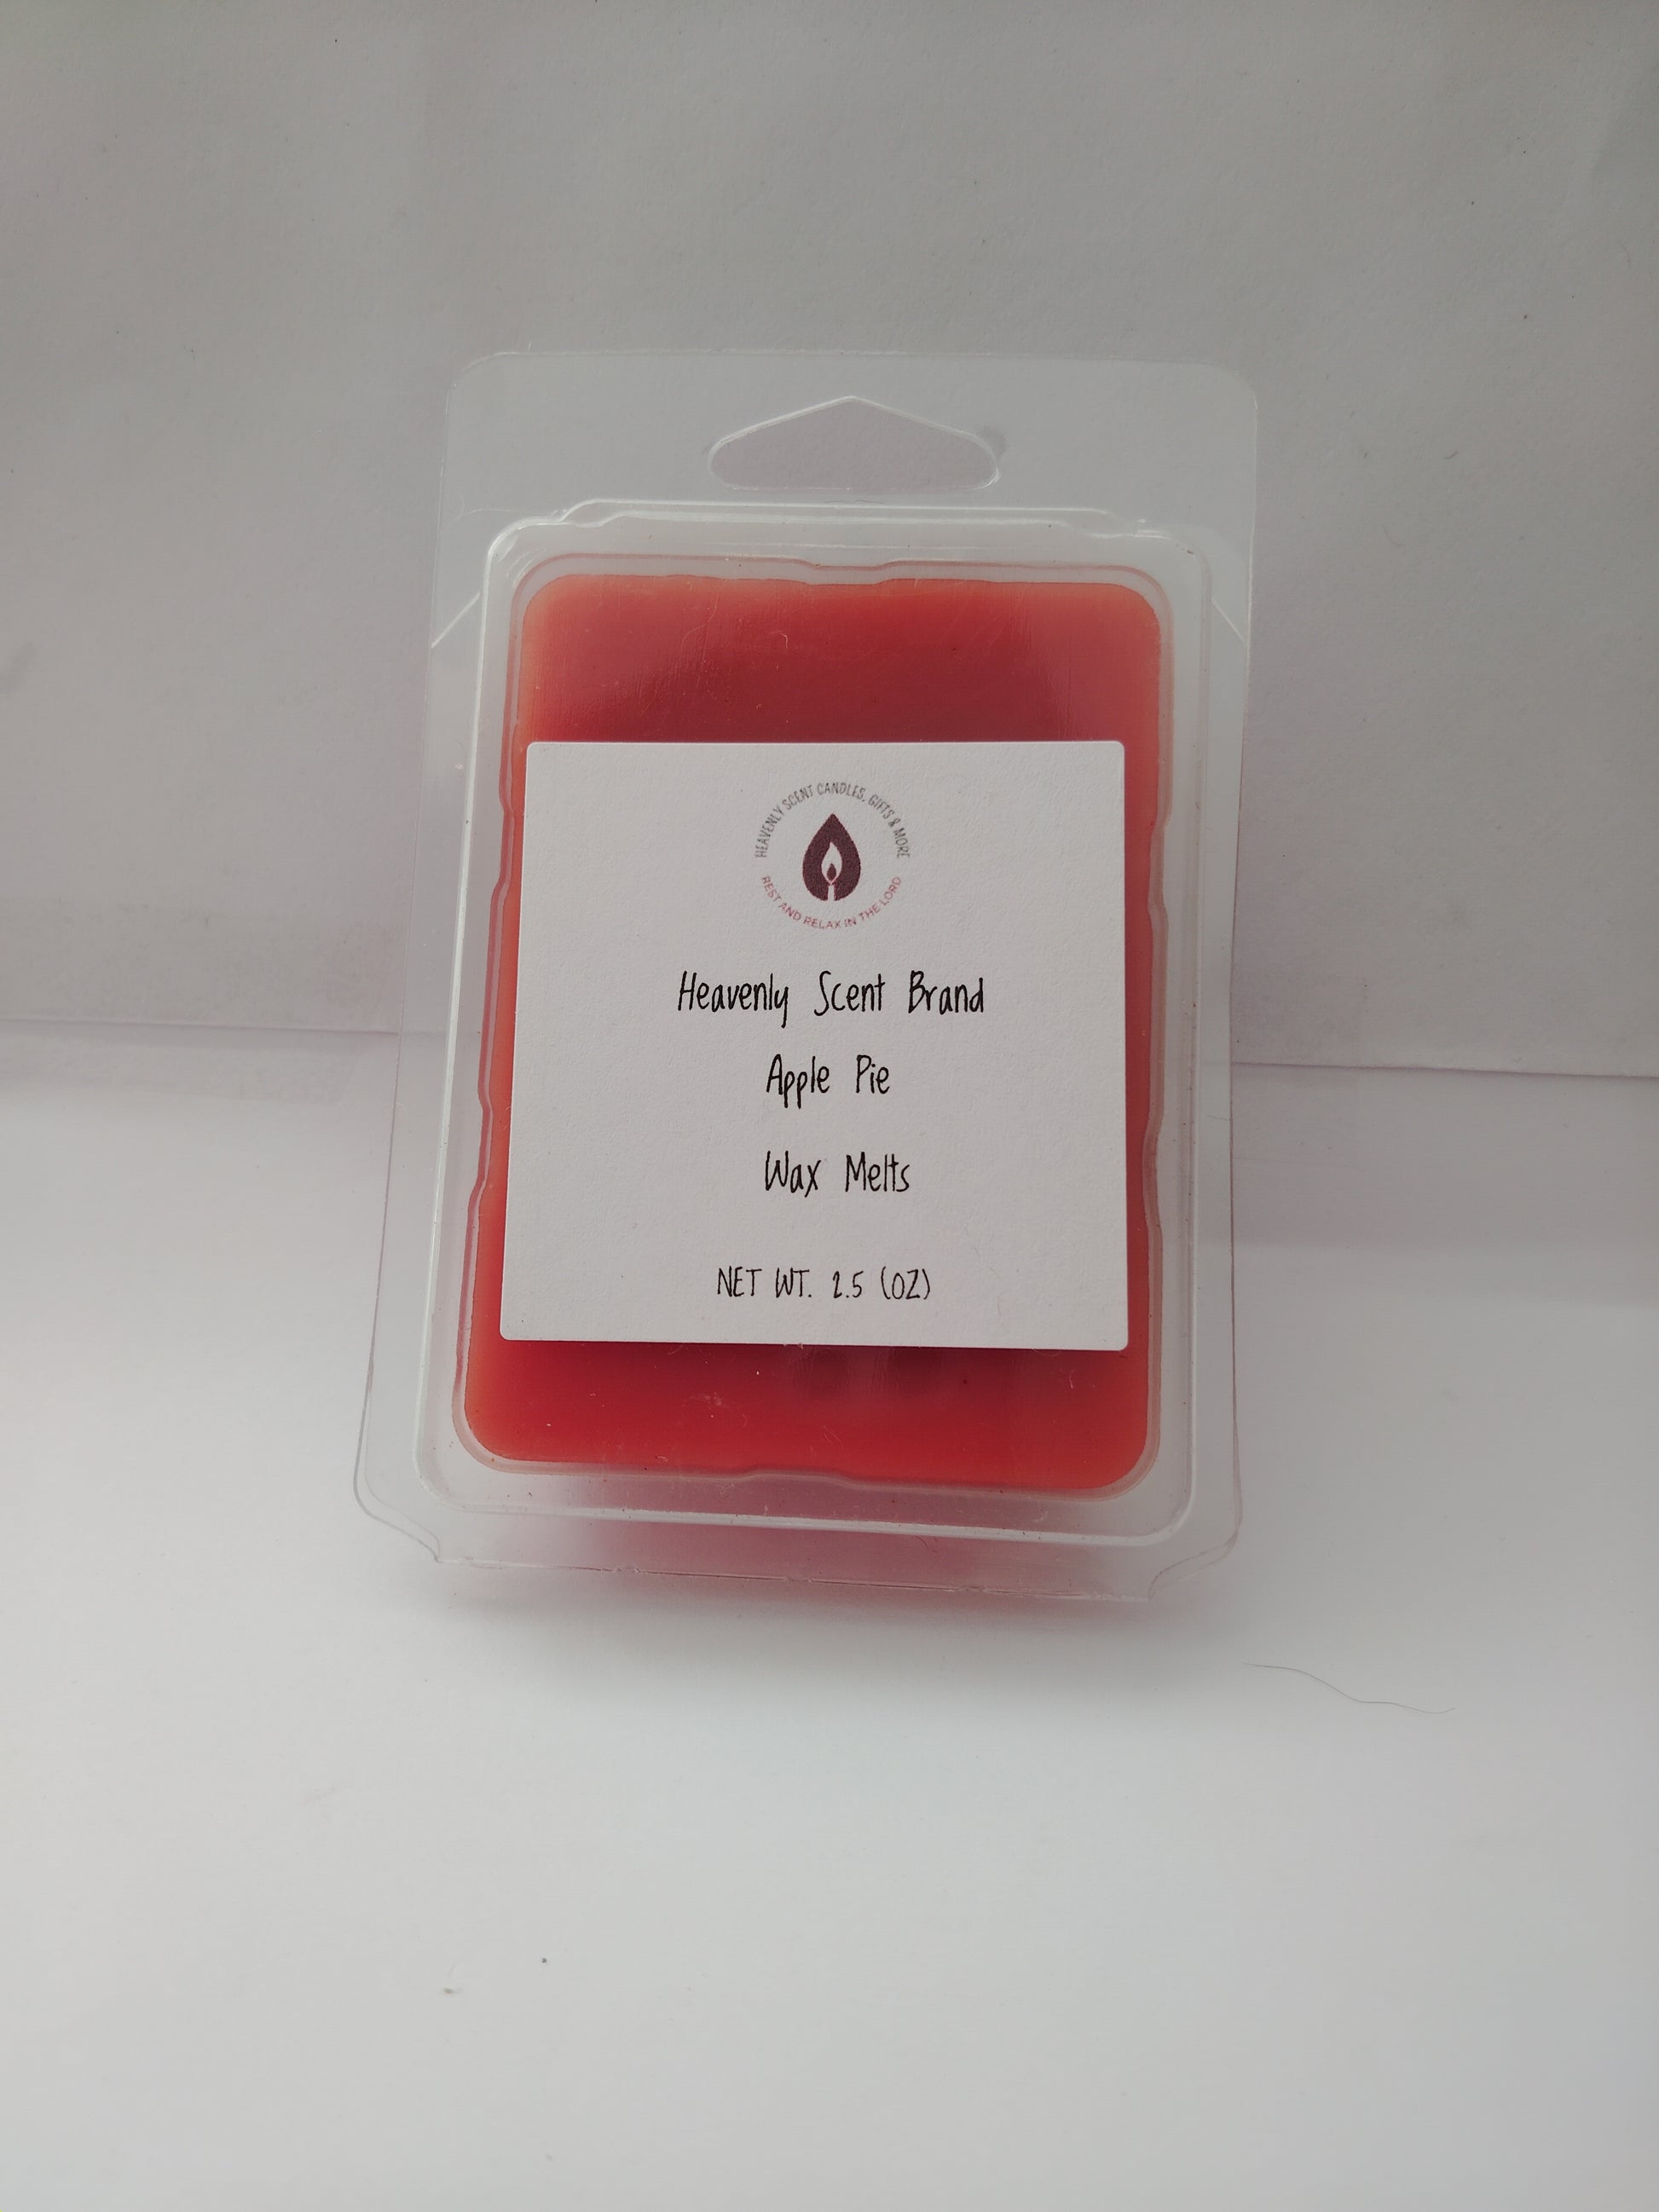 HEAVENLY SCENT CANDLES, GIFTS & MORE
REST AND RELAX IN THE LORD
Heavenly Scent Brand
Apple Pie
Wax Melts
NET WT. 2.5 (OZ)